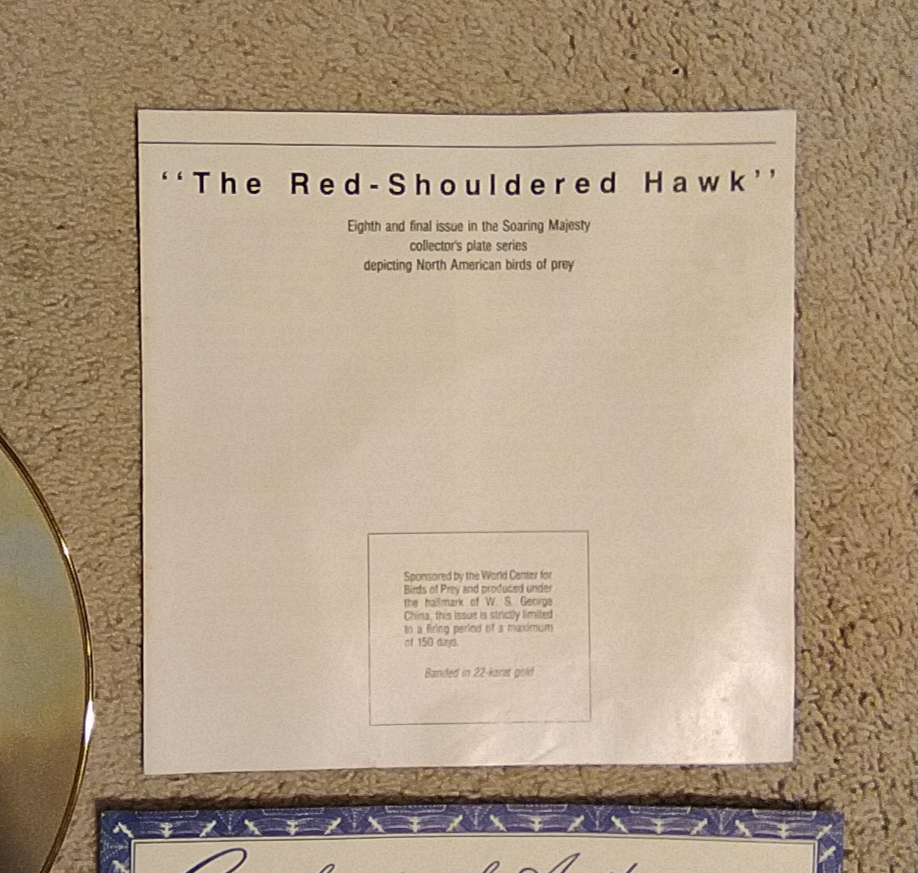 ‘‘The Red-Shouldered Hawk’’
Eighth and final issue in the Soaring Majesty
collector's plate series
depicting North American birds of prey
Sponsored by the World Center for
Birds of Prey and produced under
the hallmark of W. S. George
China, this issue is strictly limited
to a firing period of a maximum
of 150 days.
Banded in 22-karat gold